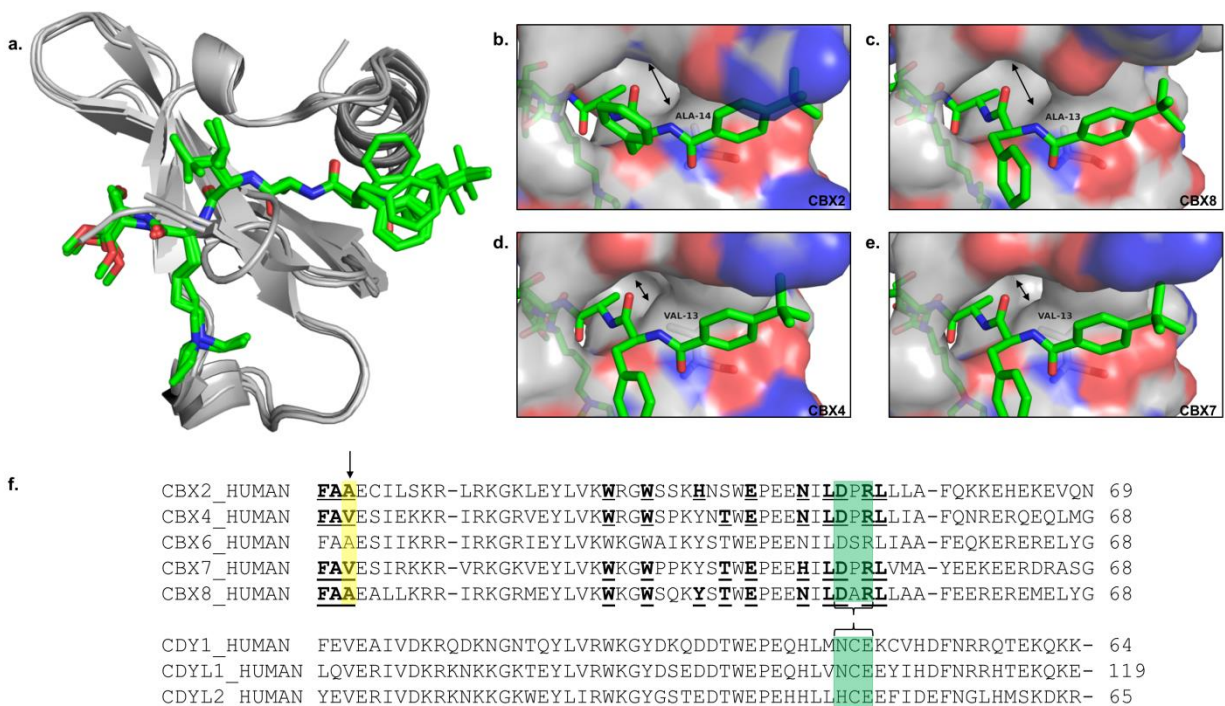 a.
b.
ALA-14
CBX2
c.
ALA-13
CBX8
d.
VAL-13
CBX4
e.
VAL-13
CBX7
f.
CBX2_HUMAN FAAAECILSKR-LRKGKLEYLVKWRGWSSKHNSWEPEENILDPRLLLA-FQKKEHEKEVQN 69
CBX4_HUMAN FAVESIEKKR-IRKGRVEYLVKWRGWSPKYNTWEPEENILDPRLLIA-FQNRERQEQLMG 68
CBX6_HUMAN FAAESIIKRR-IRKGRIEYLVKWKGWAIKYSTWEPEENILDSRLIAA-FEQKERERELYG 68
CBX7_HUMAN FAVESIRKKR-VRKGKVEYLVKWKGWPPKYSTWEPEEHILDPRLVMA-YEEKEERDRASG 68
CBX8_HUMAN FAAEALLKRR-IRKGRMEYLVKWKGWSQKYSTWEPEENILDARLLAA-FEEREREMELYG 68
CDY1_HUMAN FEVEAIVDKRQDKNGNTQYLVRWKGYDKQDDTWEPEQHLMNCEKCVHDFNRRQTEKQKK- 64
CDYL1_HUMAN LQVERIVDKRKNKKGKTEYLVRWKGYDSEDDTWEPEQHLVNCEEYIHDFNRRHTEKQKE- 119
CDYL2_HUMAN YEVERIVDKRKNKKGKWEYLIRWKGYGSTEDTWEPEHHLLHCEEFIDEFNGLHMSKDKR- 65